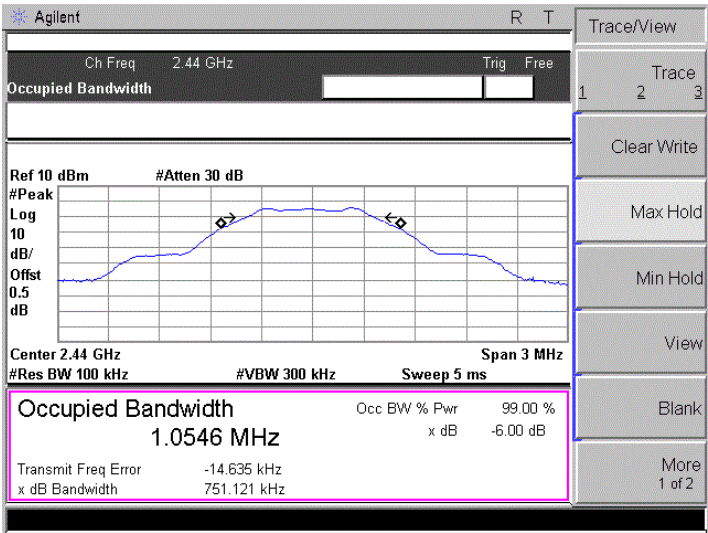 Agilent R T
Trace/View
Ch Freq 2.44 GHz Trig Free
Occupied Bandwidth
Trace
1 2 3
Clear Write
Ref 10 dBm #Atten 30 dB
#Peak
Log
10
dB/
Offst
0.5
dB
Max Hold
Min Hold
Center 2.44 GHz Span 3 MHz
#Res BW 100 kHz #VBW 300 kHz Sweep 5 ms
View
Occupied Bandwidth Occ BW % Pwr 99.00 %
1.0546 MHz x dB -6.00 dB
Transmit Freq Error -14.635 kHz
x dB Bandwidth 751.121 kHz
Blank
More
1 of 2